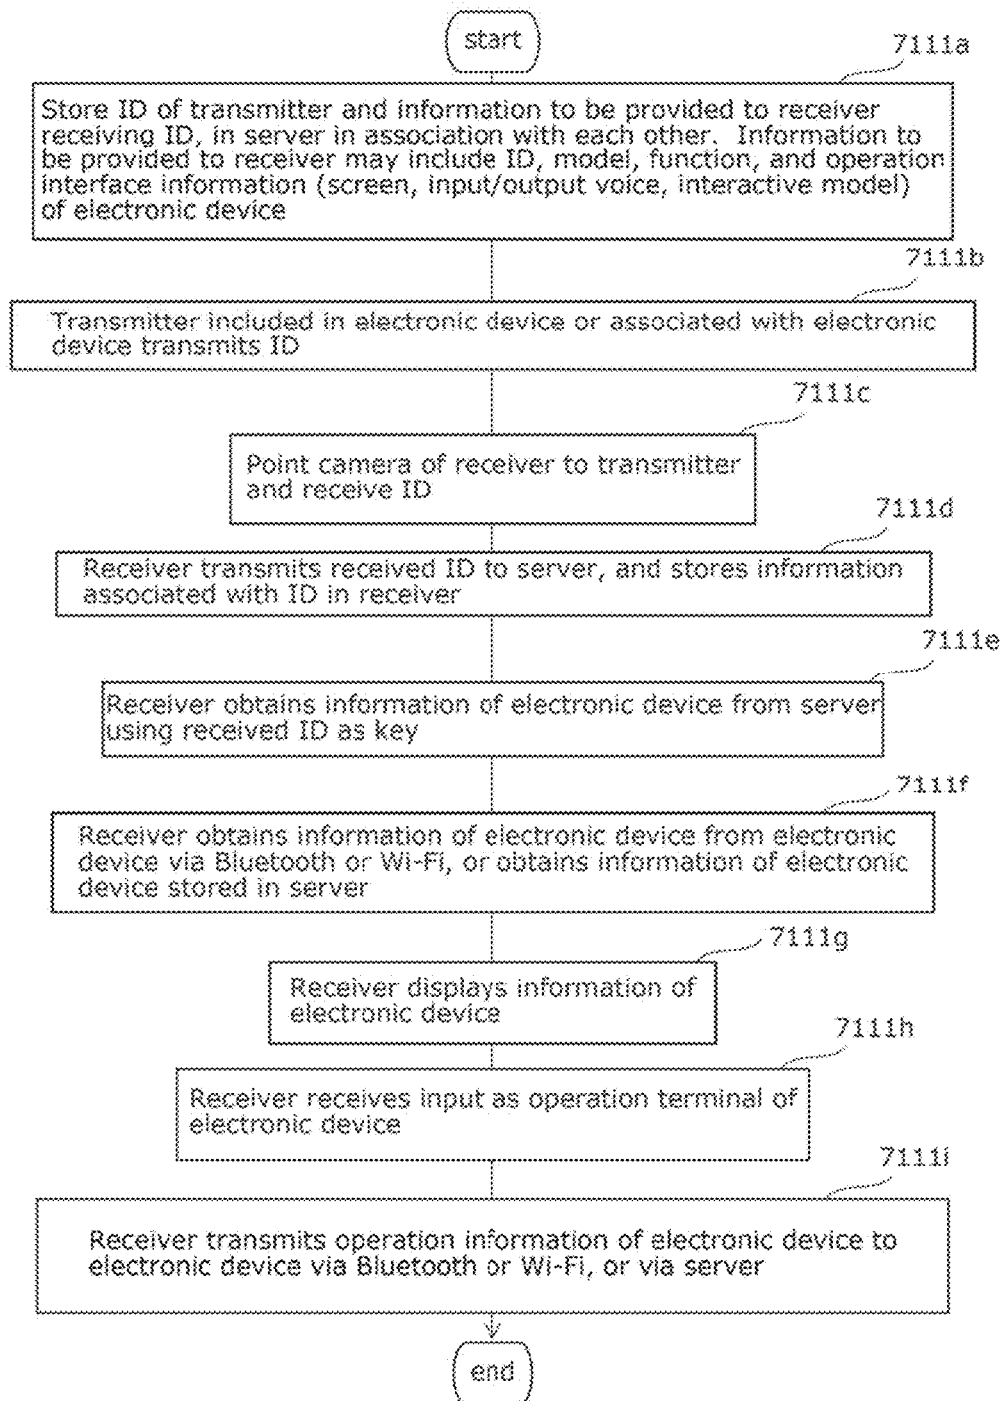 start
7111a
Store ID of transmitter and information to be provided to receiver
receiving ID, in server in association with each other. Information to
be provided to receiver may include ID, model, function, and operation
interface information (screen, input/output voice, interactive model)
of electronic device
7111b
Transmitter included in electronic device or associated with electronic
device transmits ID
7111c
Point camera of receiver to transmitter
and receive ID
7111d
Receiver transmits received ID to server, and stores information
associated with ID in receiver
7111e
Receiver obtains information of electronic device from server
using received ID as key
7111f
Receiver obtains information of electronic device from electronic
device via Bluetooth or Wi-Fi, or obtains information of electronic
device stored in server
7111g
Receiver displays information of
electronic device
7111h
Receiver receives input as operation terminal of
electronic device
7111i
Receiver transmits operation information of electronic device to
electronic device via Bluetooth or Wi-Fi, or via server
end